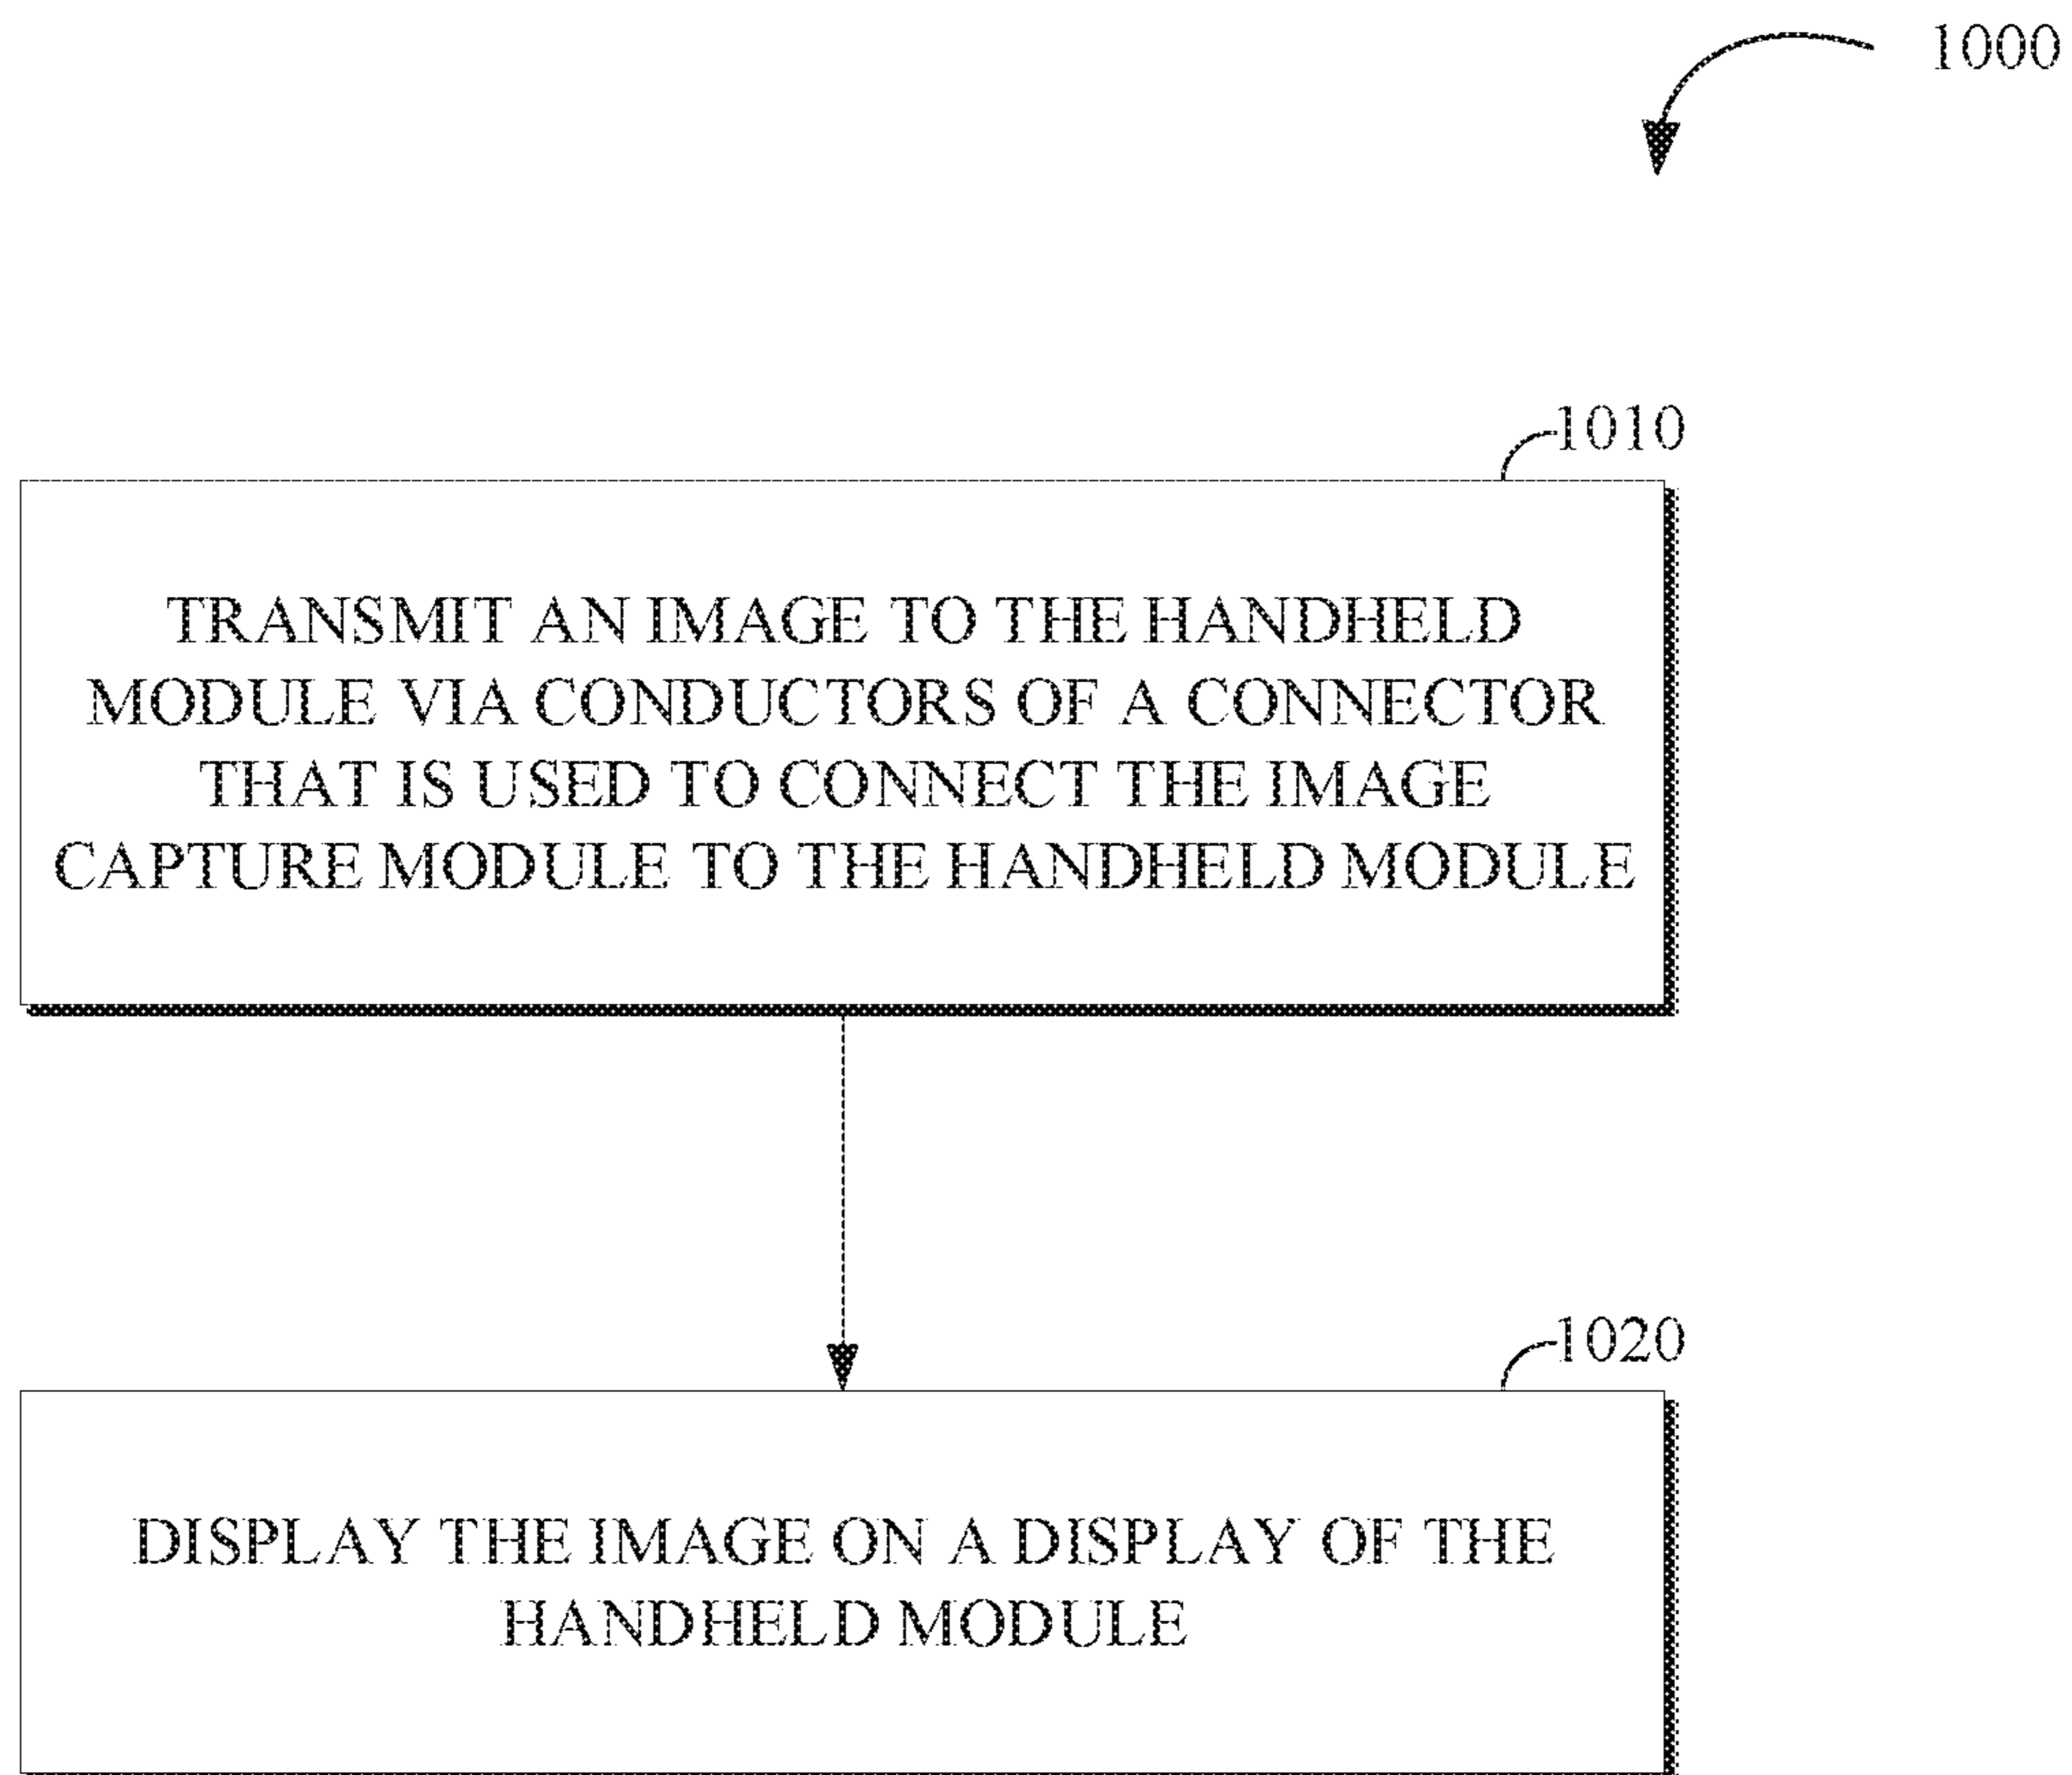 1000
1010
TRANSMIT AN IMAGE TO THE HANDHELD
MODULE VIA CONDUCTORS OF A CONNECTOR
THAT IS USED TO CONNECT THE IMAGE
CAPTURE MODULE TO THE HANDHELD MODULE
1020
DISPLAY THE IMAGE ON A DISPLAY OF THE
HANDHELD MODULE